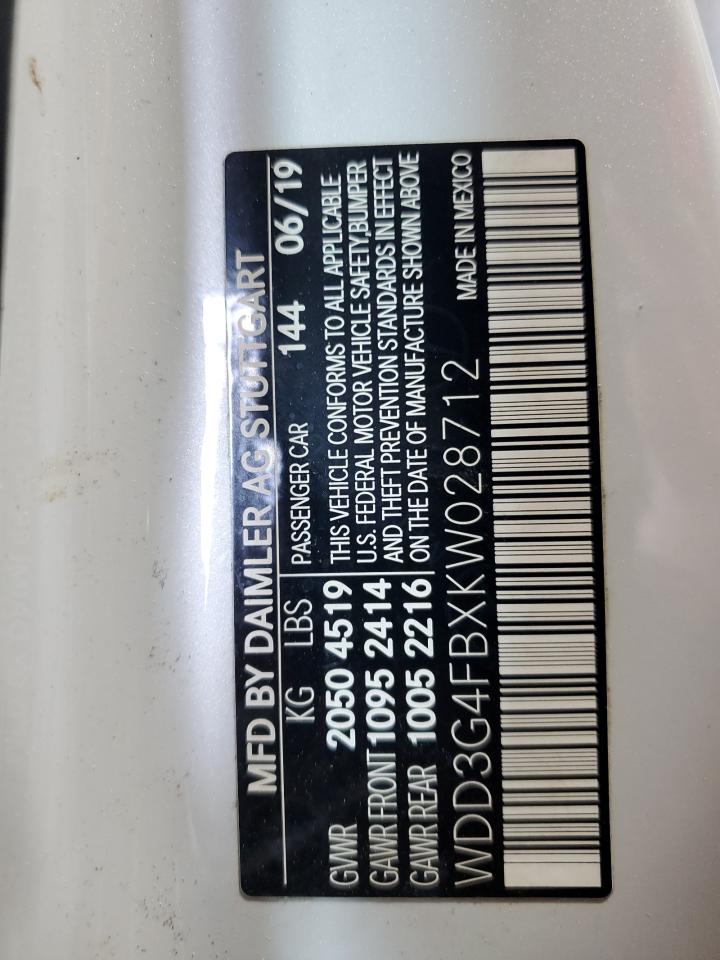 MFD BY DAIMLER AG STUTTGART
KG LBS PASSENGER CAR 144 06/19
GVWR 2050 4519 THIS VEHICLE CONFORMS TO ALL APPLICABLE
GAWR FRONT 1095 2414 U.S. FEDERAL MOTOR VEHICLE SAFETY,BUMPER
AND THEFT PREVENTION STANDARDS IN EFFECT
GAWR REAR 1005 2216 ON THE DATE OF MANUFACTURE SHOWN ABOVE
WDD3G4FBXKW028712 MADE IN MEXICO